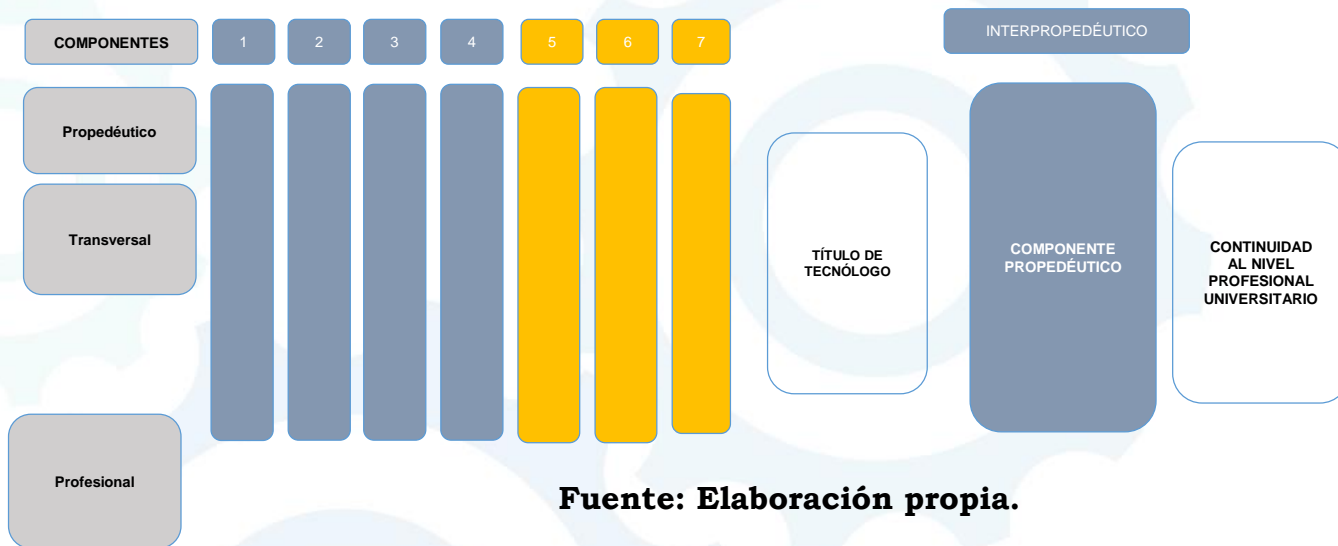 COMPONENTES
1
2
3
4
5
6
7
INTERPROPEDÉUTICO
Propedéutico
Transversal
Profesional
TÍTULO DE
TECNÓLOGO
COMPONENTE
PROPEDÉUTICO
CONTINUIDAD
AL NIVEL
PROFESIONAL
UNIVERSITARIO
Fuente: Elaboración propia.